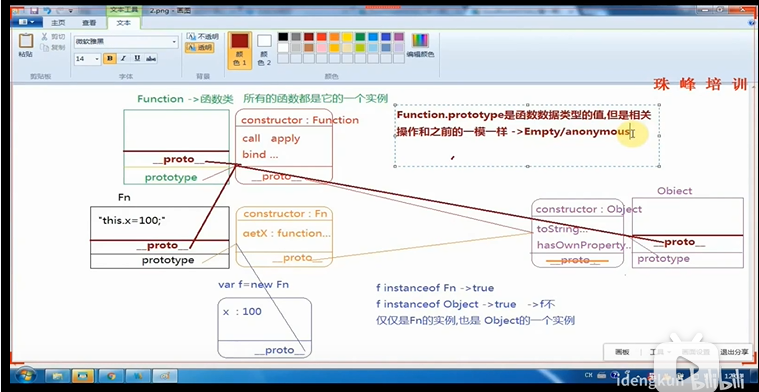 文本工具
2.png - 画图
主页
查看
文本
粘贴
剪切
复制
剪贴板
微软雅黑
14
B
I
U
abc
字体
不透明
透明
背景
颜色 1
颜色 2
颜色
编辑颜色
珠峰培训
Function ->函数类 所有的函数都是它的一个实例
__proto__
prototype
constructor : Function
call apply
bind ...
__proto__
Function.prototype是函数数据类型的值,但是相关
操作和之前的一模一样 ->Empty/anonymous
Fn
"this.x=100;"
__proto__
prototype
constructor : Fn
getX : function...
__proto__
constructor : Object
toString...
hasOwnProperty...
__proto__
Object
__proto__
prototype
var f=new Fn
x : 100
__proto__
f instanceof Fn ->true
f instanceof Object ->true ->f不
仅仅是Fn的实例,也是 Object的一个实例
画板
工具
画面设置
退出分享
CH
idengkun
bilibili